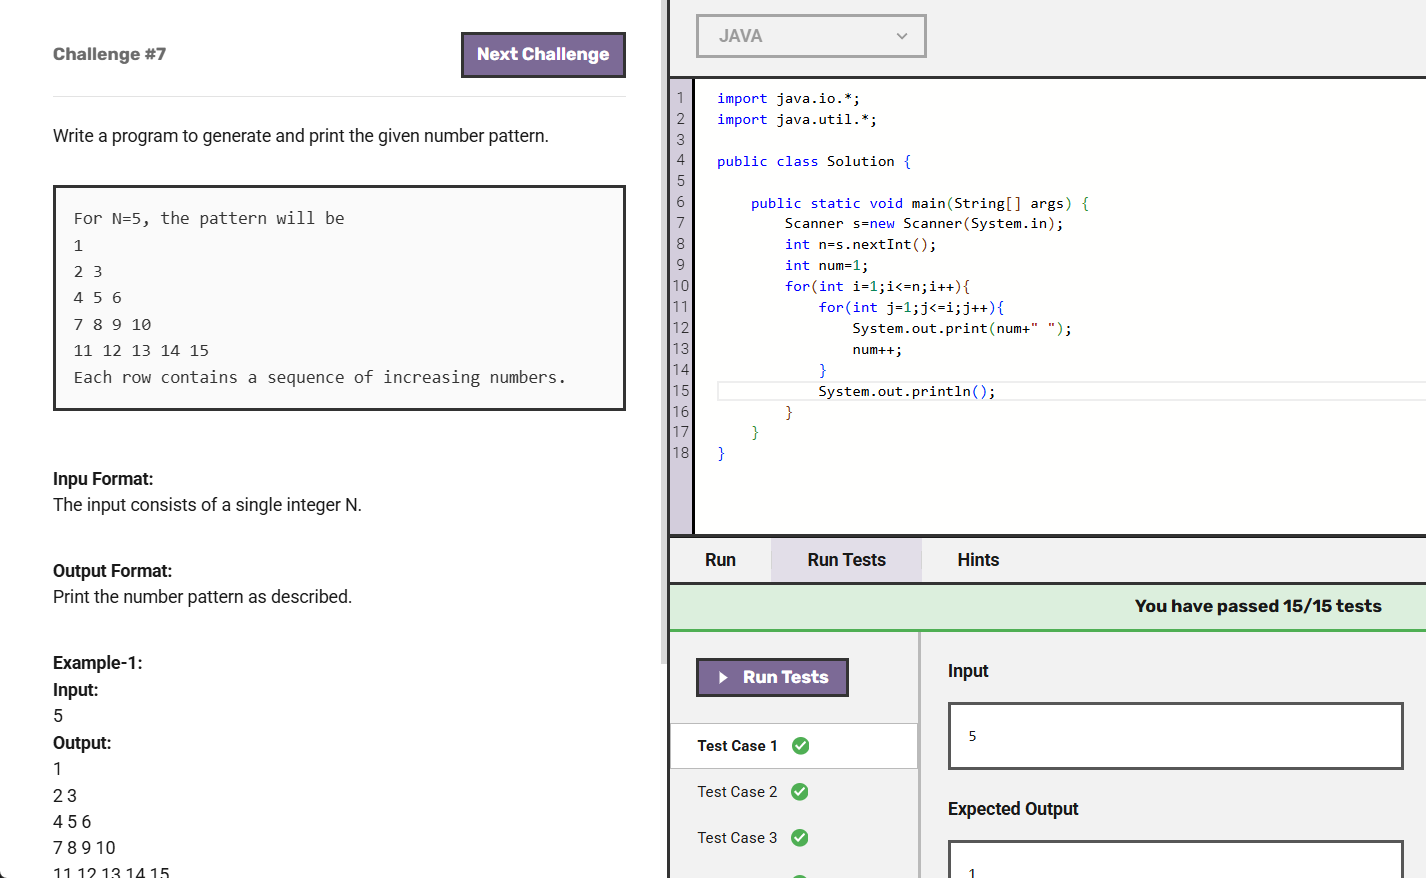 Challenge #7
Next Challenge
Write a program to generate and print the given number pattern.
For N=5, the pattern will be
1
2 3
4 5 6
7 8 9 10
11 12 13 14 15
Each row contains a sequence of increasing numbers.
Inpu Format:
The input consists of a single integer N.
Output Format:
Print the number pattern as described.
Example-1:
Input:
5
Output:
1
2 3
4 5 6
7 8 9 10
11 12 13 14 15
JAVA
1 import java.io.*;
2 import java.util.*;
3
4 public class Solution {
5
6 public static void main(String[] args) {
7 Scanner s=new Scanner(System.in);
8 int n=s.nextInt();
9 int num=1;
10 for(int i=1;i<=n;i++){
11 for(int j=1;j<=i;j++){
12 System.out.print(num+" ");
13 num++;
14 }
15 System.out.println();
16 }
17 }
18 }
Run Run Tests Hints
You have passed 15/15 tests
Run Tests
Test Case 1
Test Case 2
Test Case 3
Input
5
Expected Output
1